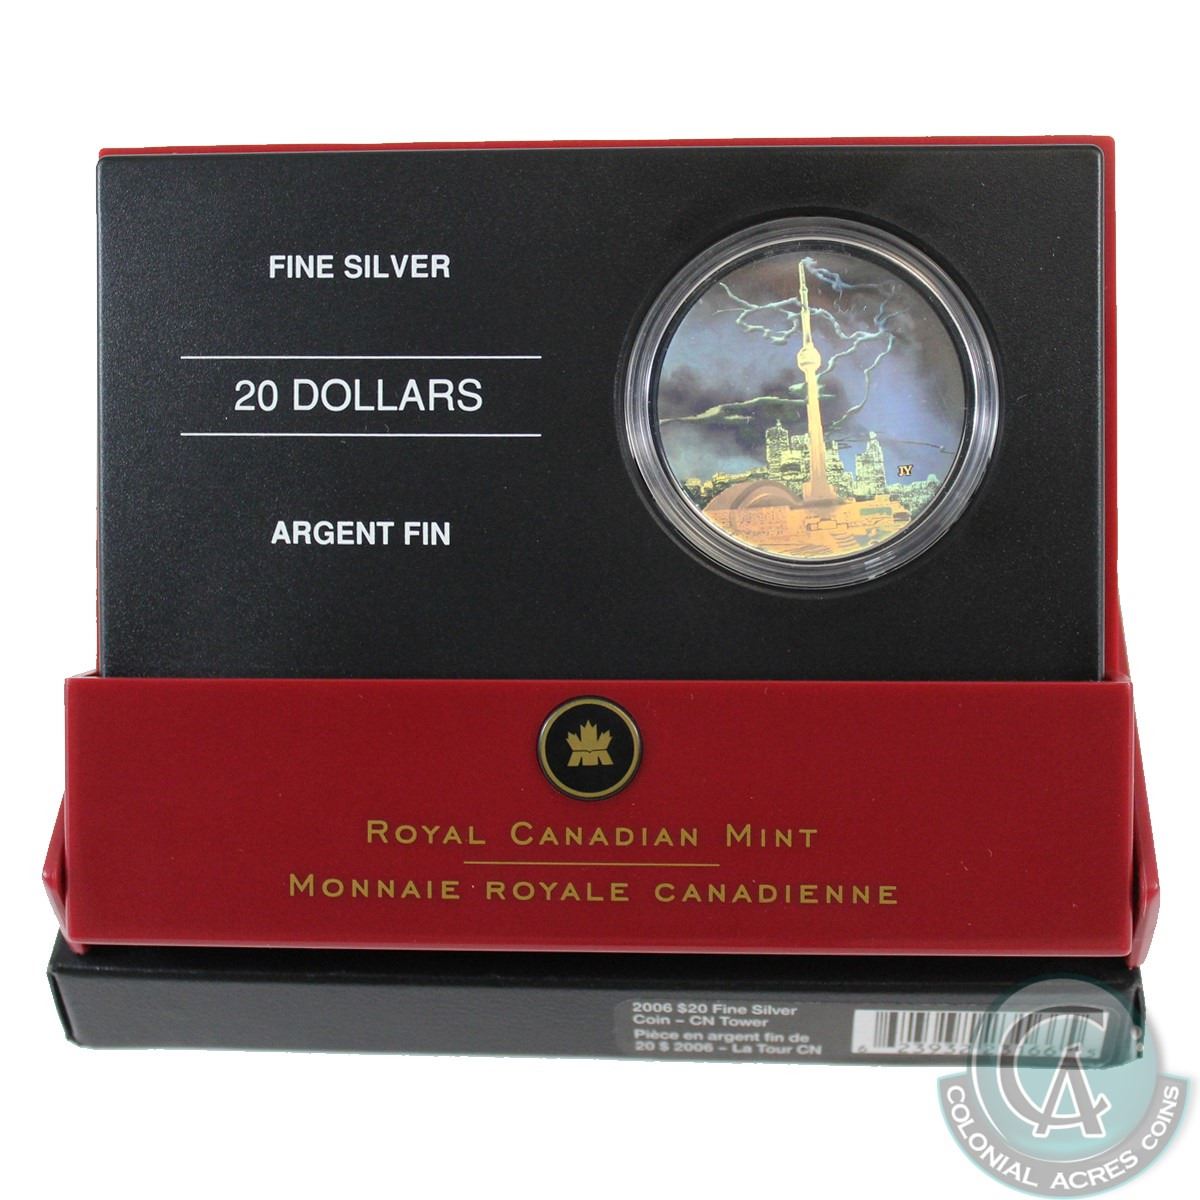 FINE SILVER
20 DOLLARS
ARGENT FIN
JY
ROYAL CANADIAN MINT
MONNAIE ROYALE CANADIENNE
2006 $20 Fine Silver
Coin – CN Tower
Pièce en argent fin de
20 $ 2006 – La Tour CN
CA
COLONIAL ACRES COINS